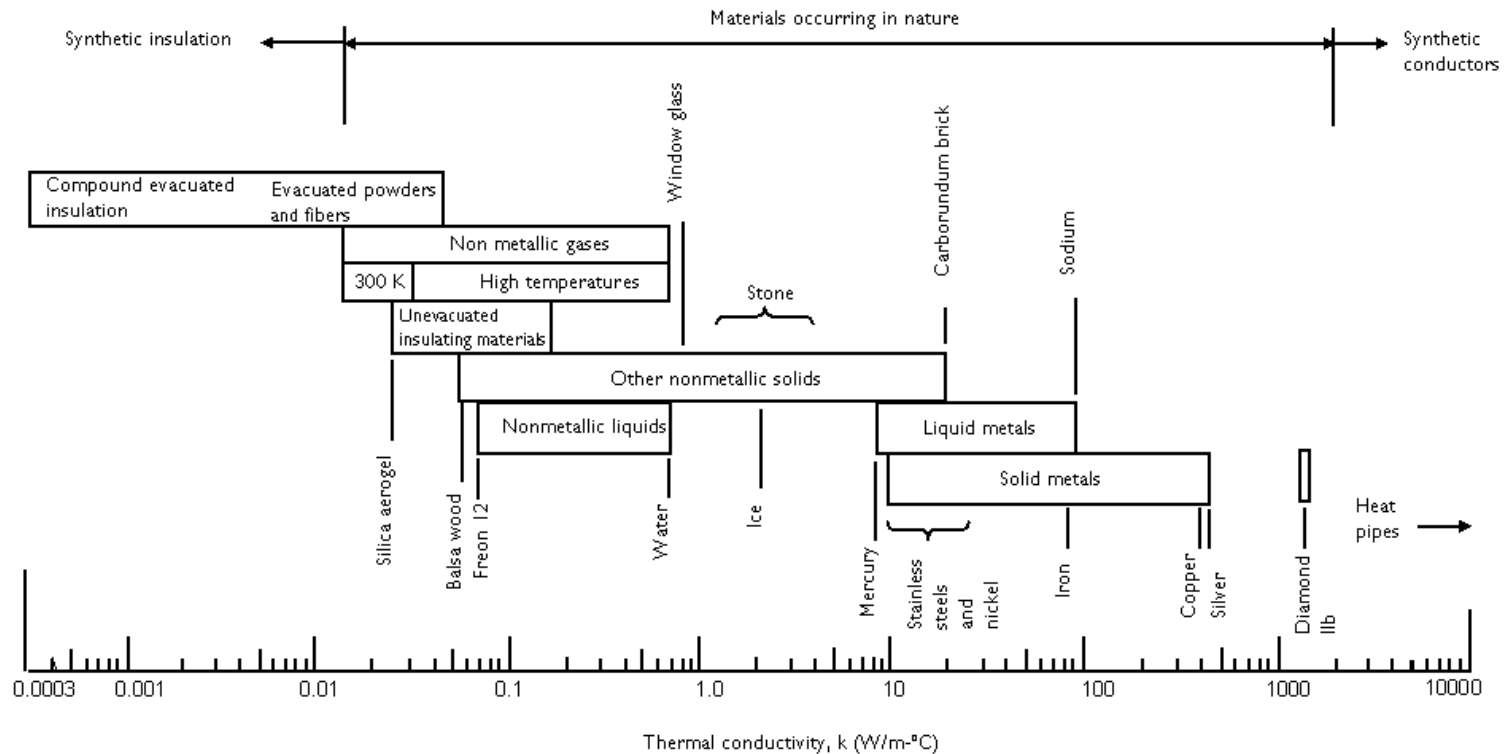 Materials occurring in nature
Synthetic insulation
Synthetic
conductors
Window glass
Carborundum brick
Sodium
Compound evacuated
insulation
Evacuated powders
and fibers
Non metallic gases
300 K
High temperatures
Stone
Unevacuated
insulating materials
Other nonmetallic solids
Nonmetallic liquids
Liquid metals
Solid metals
Silica aerogel
Balsa wood
Freon 12
Water
Ice
Mercury
Stainless
steels
and
nickel
Iron
Copper
Silver
Diamond
IIb
Heat
pipes
0.0003 0.001 0.01 0.1 1.0 10 100 1000 10000
Thermal conductivity, k (W/m-ºC)